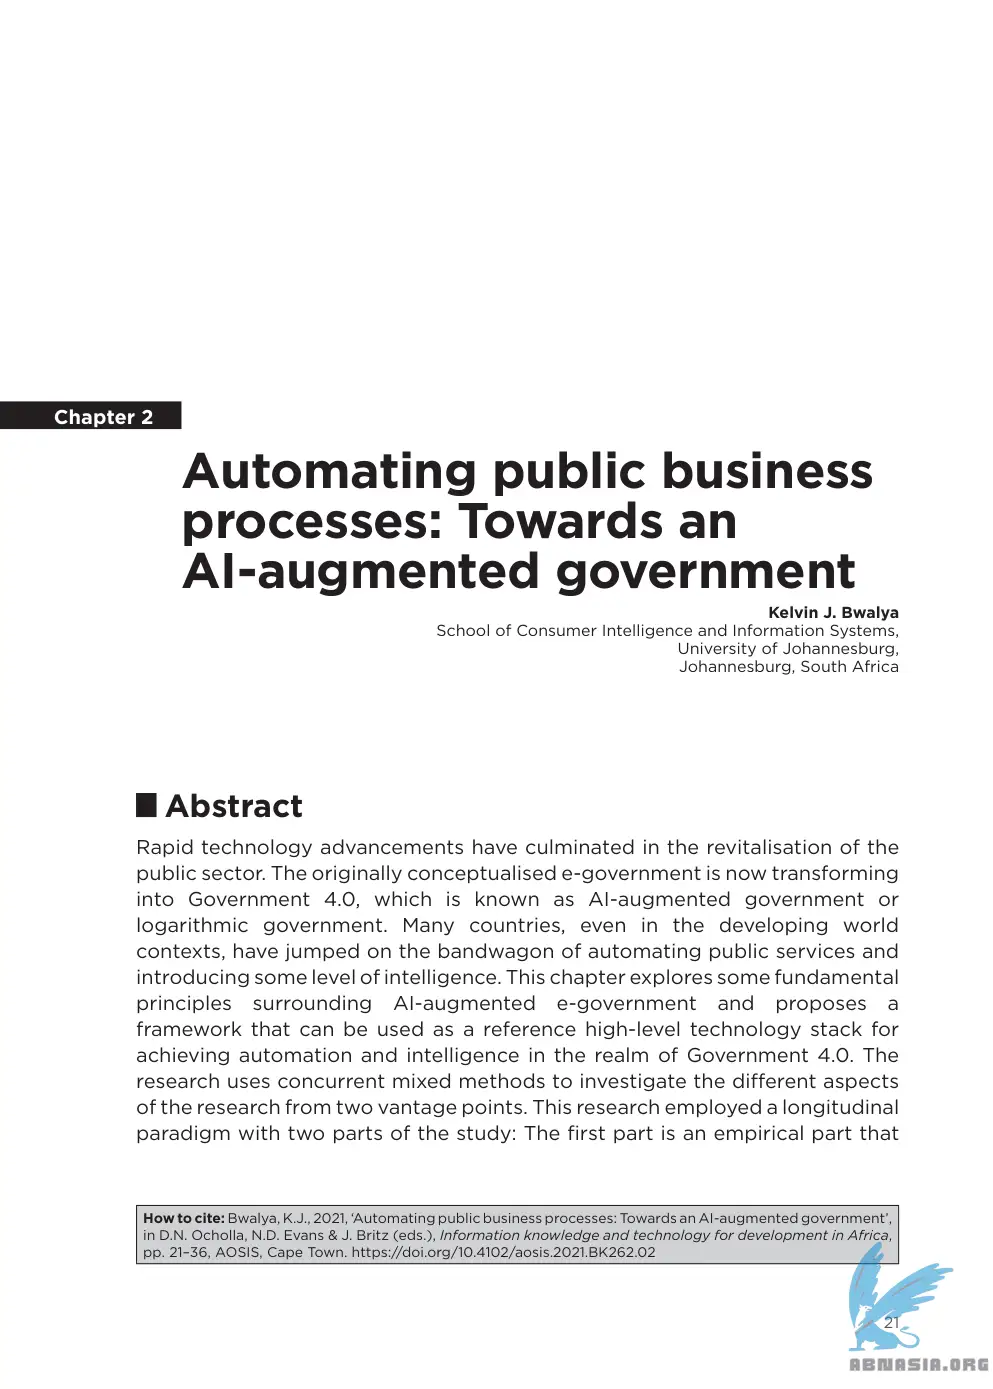 Chapter 2
Automating public business
processes: Towards an
AI-augmented government
Kelvin J. Bwalya
School of Consumer Intelligence and Information Systems,
University of Johannesburg,
Johannesburg, South Africa
Abstract
Rapid technology advancements have culminated in the revitalisation of the
public sector. The originally conceptualised e-government is now transforming
into Government 4.0, which is known as AI-augmented government or
logarithmic government. Many countries, even in the developing world
contexts, have jumped on the bandwagon of automating public services and
introducing some level of intelligence. This chapter explores some fundamental
principles surrounding AI-augmented e-government and proposes a
framework that can be used as a reference high-level technology stack for
achieving automation and intelligence in the realm of Government 4.0. The
research uses concurrent mixed methods to investigate the different aspects
of the research from two vantage points. This research employed a longitudinal
paradigm with two parts of the study: The first part is an empirical part that
How to cite: Bwalya, K.J., 2021, ‘Automating public business processes: Towards an AI-augmented government’,
in D.N. Ocholla, N.D. Evans & J. Britz (eds.), Information knowledge and technology for development in Africa,
pp. 21–36, AOSIS, Cape Town. https://doi.org/10.4102/aosis.2021.BK262.02
21
ABNASIA.ORG